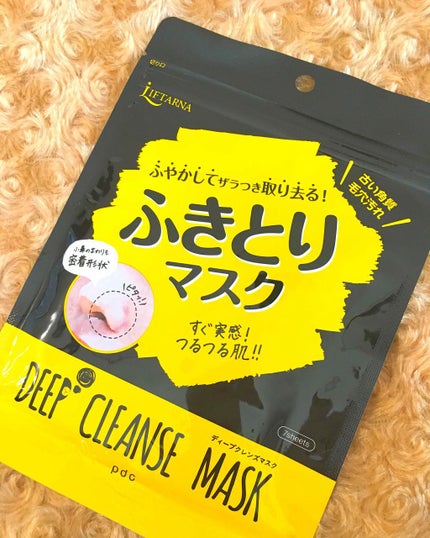 切り口
LIFTARNA
ふやかしてザラつき取り去る!
古い角質
毛穴汚れ
ふきとり
マスク
小鼻のまわりも
密着形状
ピタッ!!
すぐ実感!
つるつる肌!!
DEEP CLEANSE MASK
ディープクレンズマスク
7sheets
pdc